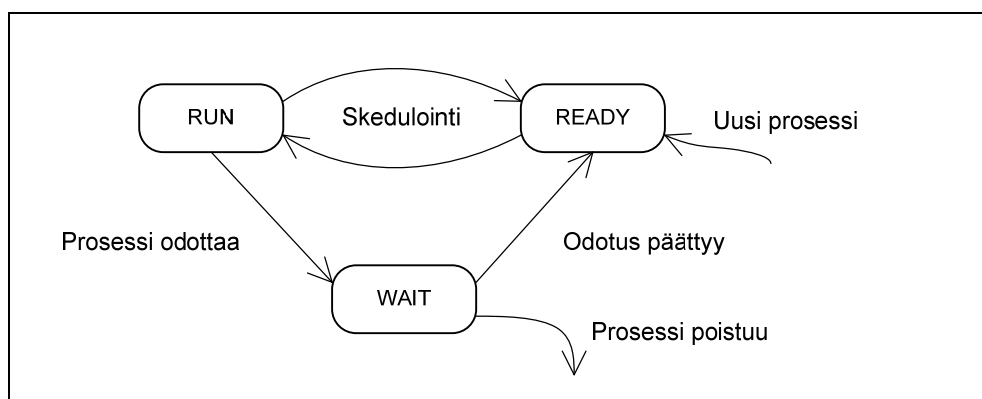 RUN
Skedulointi
READY
Uusi prosessi
Prosessi odottaa
Odotus päättyy
WAIT
Prosessi poistuu